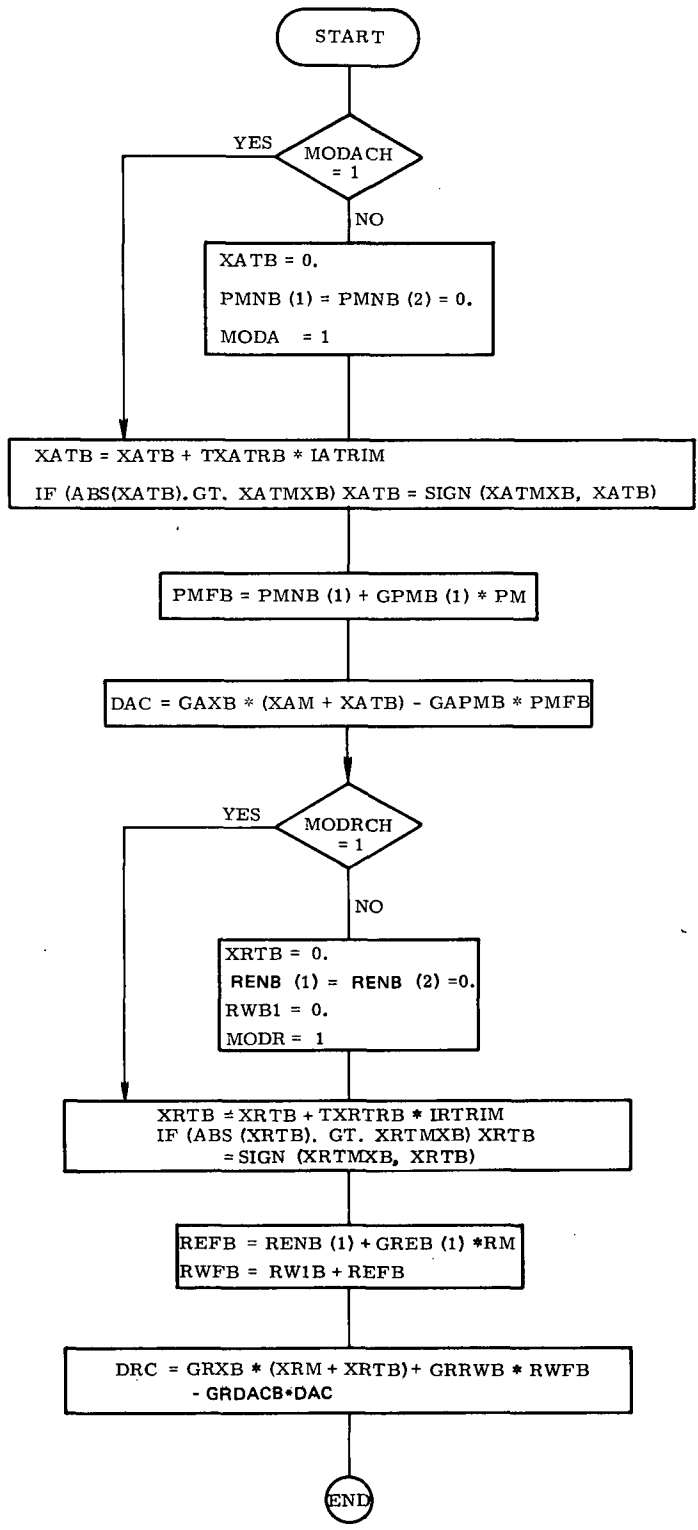 START
YES
MODACH
= 1
NO
XATB = 0.
PMNB (1) = PMNB (2) = 0.
MODA = 1
XATB = XATB + TXATRB * IATRIM
IF (ABS(XATB). GT. XATMXB) XATB = SIGN (XATMXB, XATB)
PMFB = PMNB (1) + GPMB (1) * PM
DAC = GAXB * (XAM + XATB) - GAPMB * PMFB
YES
MODRCH
= 1
NO
XRTB = 0.
RENB (1) = RENB (2) =0.
RWB1 = 0.
MODR = 1
XRTB = XRTB + TXRTRB * IRTRIM
IF (ABS (XRTB). GT. XRTMXB) XRTB
= SIGN (XRTMXB, XRTB)
REFB = RENB (1) + GREB (1) *RM
RWFB = RW1B + REFB
DRC = GRXB * (XRM + XRTB) + GRRWB * RWFB
- GRDACB*DAC
END